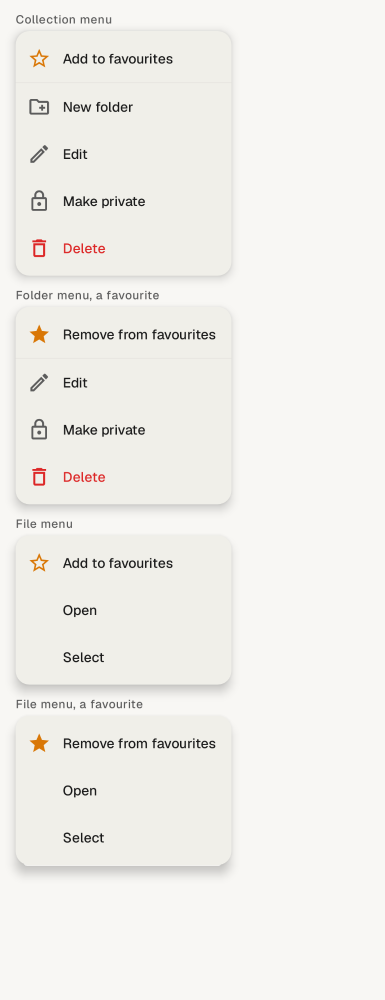 Collection menu
Add to favourites
New folder
Edit
Make private
Delete
Folder menu, a favourite
Remove from favourites
Edit
Make private
Delete
File menu
Add to favourites
Open
Select
File menu, a favourite
Remove from favourites
Open
Select